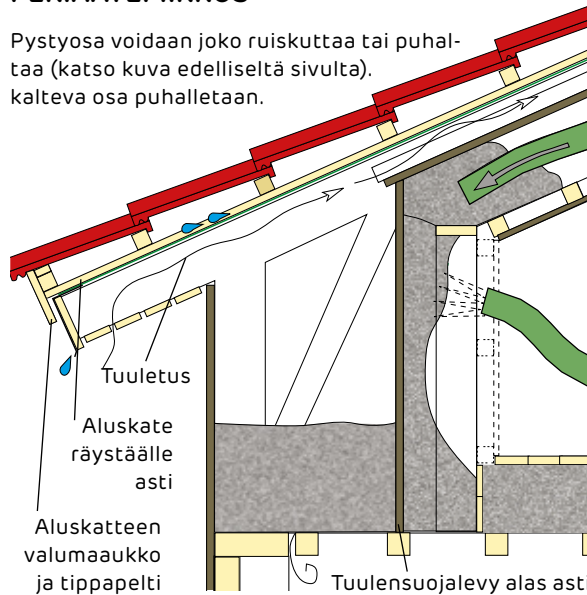 Pystyosa voidaan joko ruiskuttaa tai puhal-
taa (katso kuva edelliseltä sivulta).
kalteva osa puhalletaan.
Tuuletus
Aluskate
räystäälle
asti
Aluskatteen
valumaaukko
ja tippapelti
Tuulensuojalevy alas asti